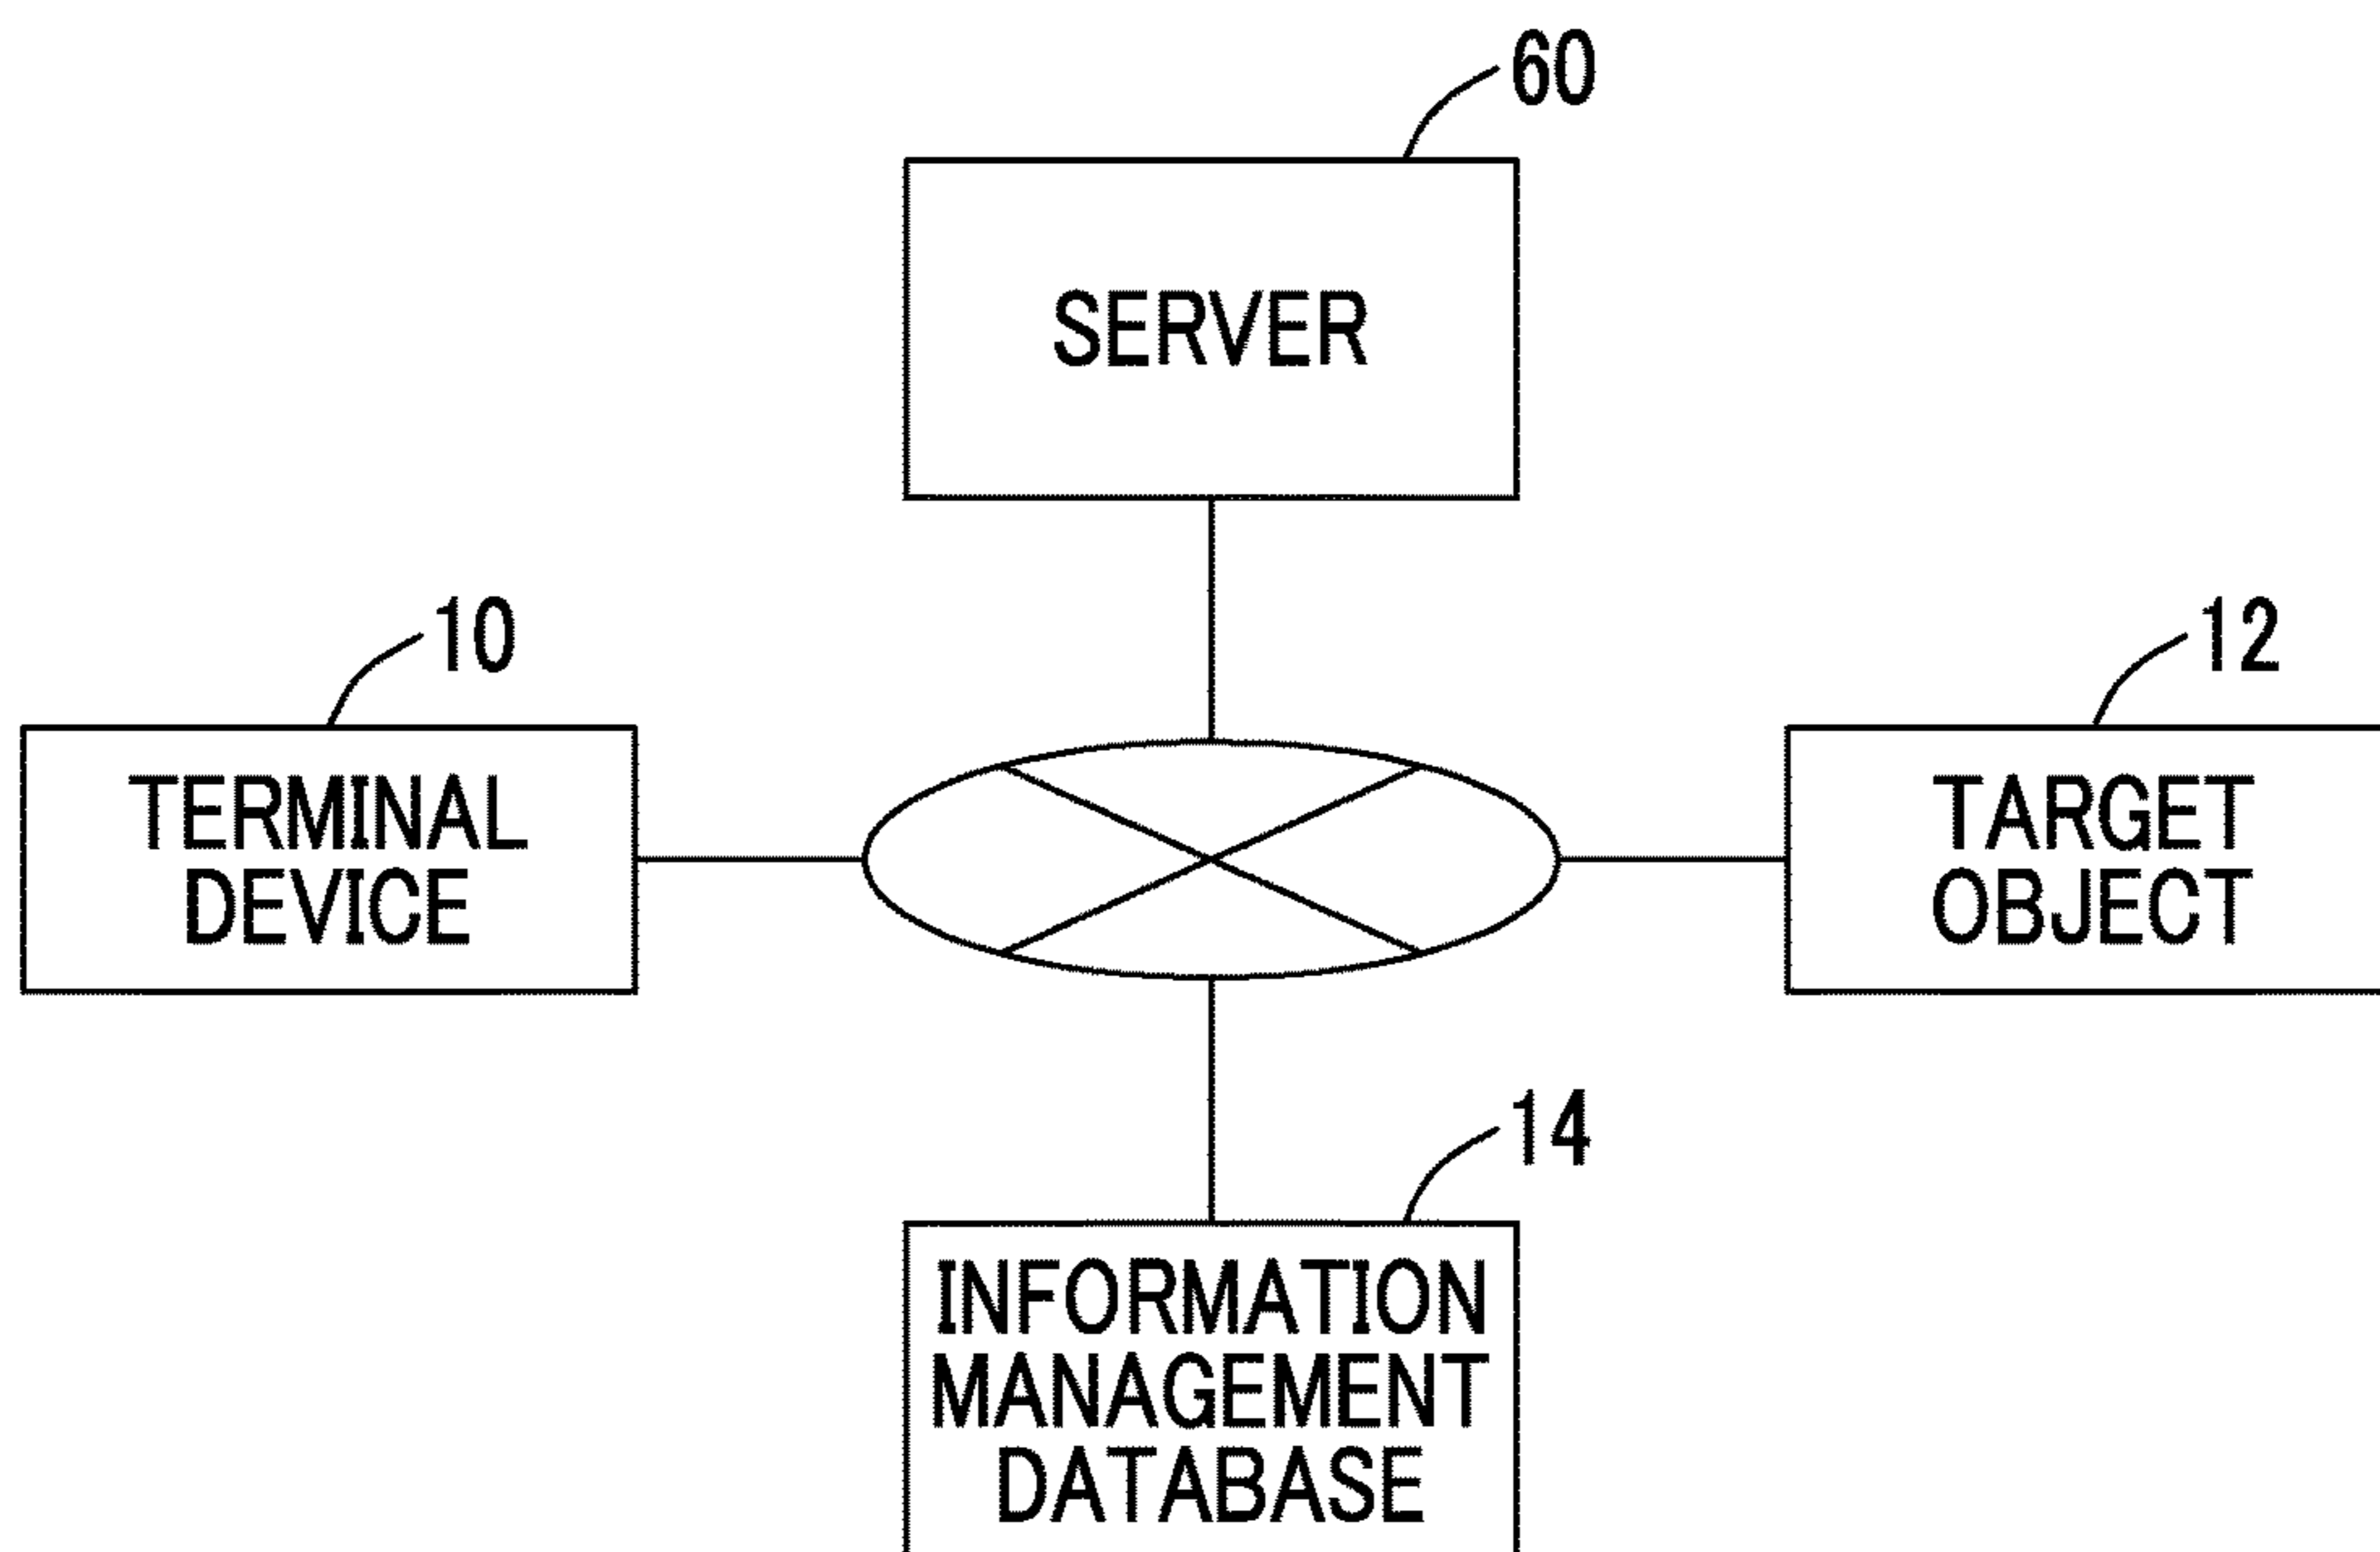 60
SERVER
10
12
TERMINAL
DEVICE
TARGET
OBJECT
14
INFORMATION
MANAGEMENT
DATABASE